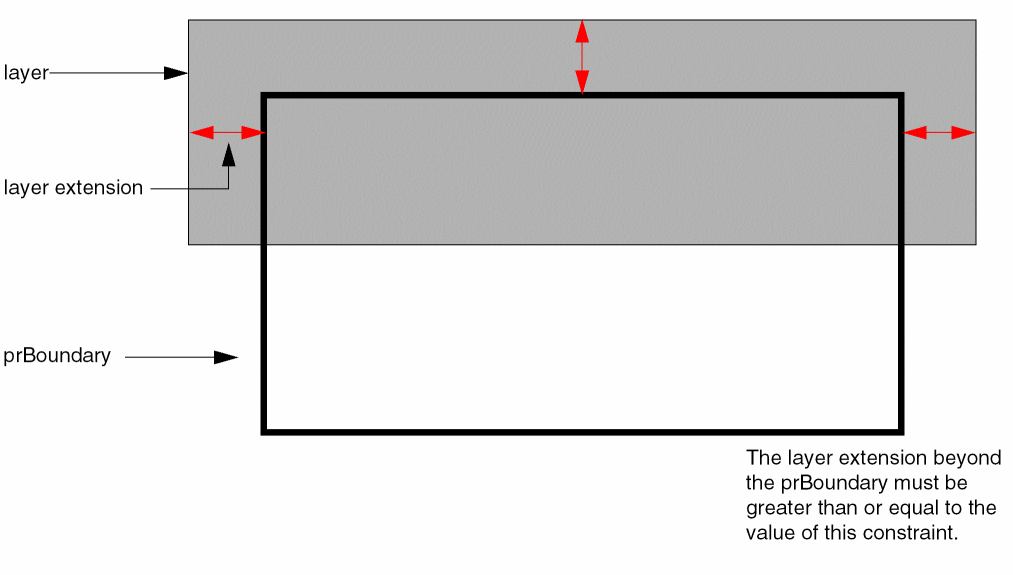 layer
layer extension
prBoundary
The layer extension beyond
the prBoundary must be
greater than or equal to the
value of this constraint.